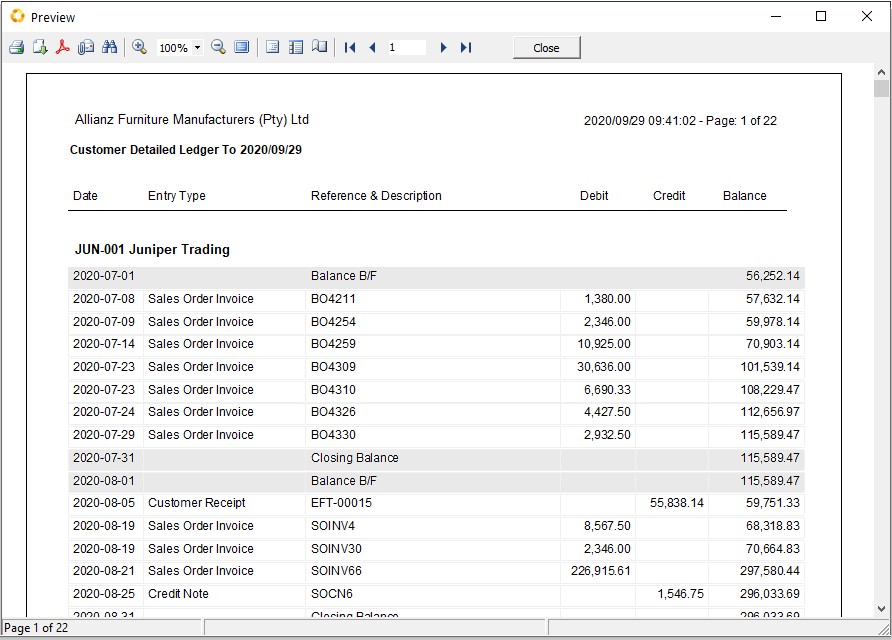 Preview
100% 1 Close
Allianz Furniture Manufacturers (Pty) Ltd 2020/09/29 09:41:02 - Page: 1 of 22
Customer Detailed Ledger To 2020/09/29
Date Entry Type Reference & Description Debit Credit Balance
JUN-001 Juniper Trading
2020-07-01 Balance B/F 56,252.14
2020-07-08 Sales Order Invoice BO4211 1,380.00 57,632.14
2020-07-09 Sales Order Invoice BO4254 2,346.00 59,978.14
2020-07-14 Sales Order Invoice BO4259 10,925.00 70,903.14
2020-07-23 Sales Order Invoice BO4309 30,636.00 101,539.14
2020-07-23 Sales Order Invoice BO4310 6,690.33 108,229.47
2020-07-24 Sales Order Invoice BO4326 4,427.50 112,656.97
2020-07-29 Sales Order Invoice BO4330 2,932.50 115,589.47
2020-07-31 Closing Balance 115,589.47
2020-08-01 Balance B/F 115,589.47
2020-08-05 Customer Receipt EFT-00015 55,838.14 59,751.33
2020-08-19 Sales Order Invoice SOINV4 8,567.50 68,318.83
2020-08-19 Sales Order Invoice SOINV30 2,346.00 70,664.83
2020-08-21 Sales Order Invoice SOINV66 226,915.61 297,580.44
2020-08-25 Credit Note SOCN6 1,546.75 296,033.69
2020-08-31 Closing Balance 296,033.69
Page 1 of 22